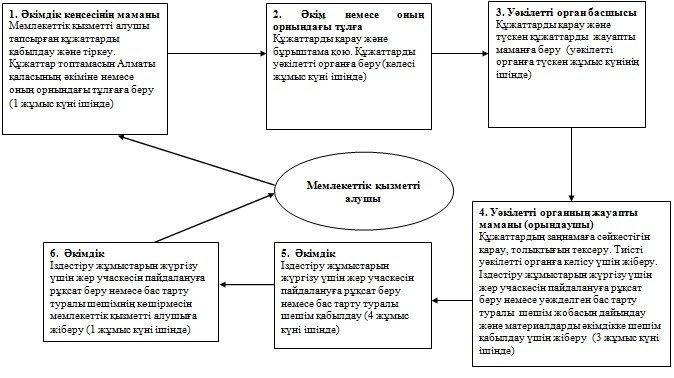 1. Әкімдік кеңсесінің маманы
Мемлекеттік қызметті алушы
тапсырған құжаттарды
қабылдау және тіркеу.
Құжаттар топтамасын Алматы
қаласының әкіміне немесе
оның орнындағы тұлғаға беру
(1 жұмыс күні ішінде)
2. Әкім немесе оның
орнындағы тұлға
Құжаттарды қарау және
бұрыштама қою. Құжаттарды
уәкілетті органға беру (келесі
жұмыс күні ішінде)
3. Уәкілетті орган басшысы
Құжаттарды қарау және
түскен құжаттарды жауапты
маманға беру (уәкілетті
органға түскен жұмыс күнінің
ішінде)
Мемлекеттік қызметті
алушы
4. Уәкілетті органның жауапты
маманы (орындаушы)
Құжаттардың заңнамаға сәйкестігін
қарау, толықтығын тексеру. Тиісті
уәкілетті органға келісу үшін жіберу.
Іздестіру жұмыстарын жүргізу үшін
жер учаскесін пайдалануға рұқсат
беру немесе уәжделген бас тарту
туралы шешім жобасын дайындау
және материалдарды әкімдікке шешім
қабылдау үшін жіберу (3 жұмыс күні
ішінде)
5. Әкімдік
Іздестіру жұмыстарын
жүргізу үшін жер учаскесін
пайдалануға рұқсат беру
немесе бас тарту туралы
шешім қабылдау (4 жұмыс
күні ішінде)
6. Әкімдік
Іздестіру жұмыстарын жүргізу
үшін жер учаскесін пайдалануға
рұқсат беру немесе бас тарту
туралы шешімнің көшірмесін
мемлекеттік қызметті алушыға
жіберу (1 жұмыс күні ішінде)